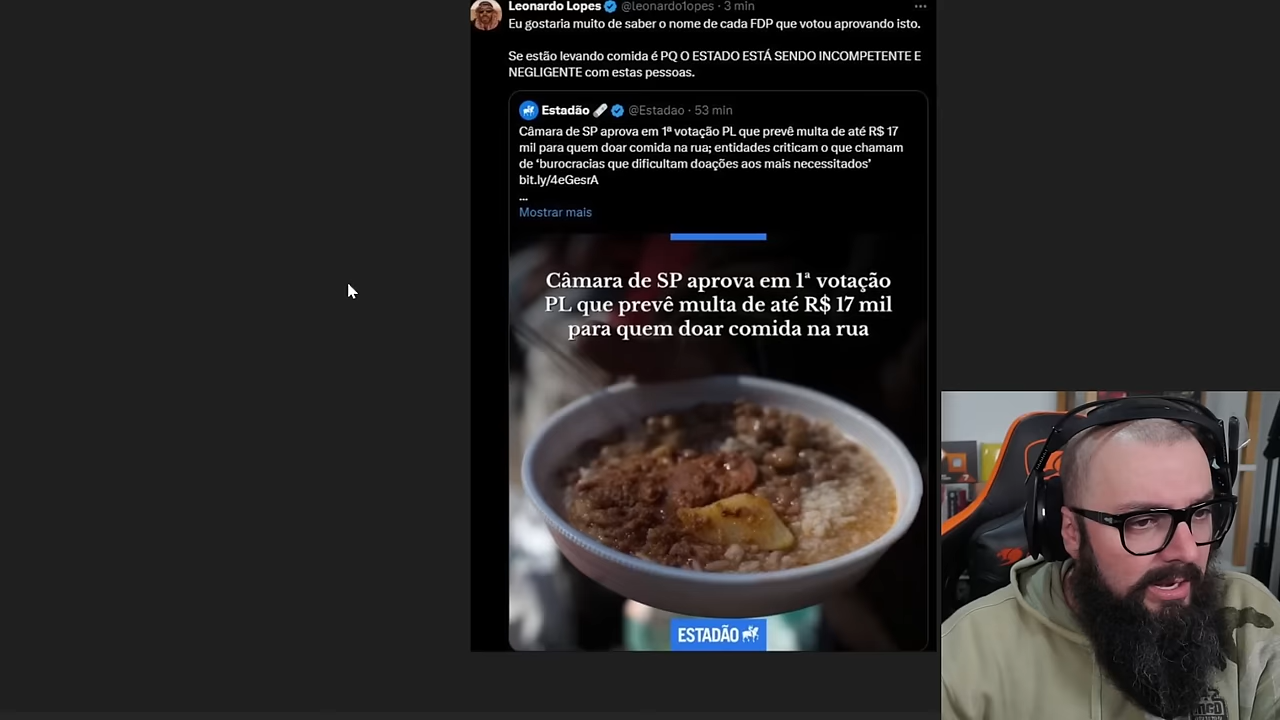 Leonardo Lopes @leonardo1opes · 3 min
Eu gostaria muito de saber o nome de cada FDP que votou aprovando isto.
Se estão levando comida é PQ O ESTADO ESTÁ SENDO INCOMPETENTE E
NEGLIGENTE com estas pessoas.
Estadão @Estadao · 53 min
Câmara de SP aprova em 1ª votação PL que prevê multa de até R$ 17
mil para quem doar comida na rua; entidades criticam o que chamam
de ‘burocracias que dificultam doações aos mais necessitados’
bit.ly/4eGesrA
...
Mostrar mais
Câmara de SP aprova em 1ª votação
PL que prevê multa de até R$ 17 mil
para quem doar comida na rua
ESTADÃO